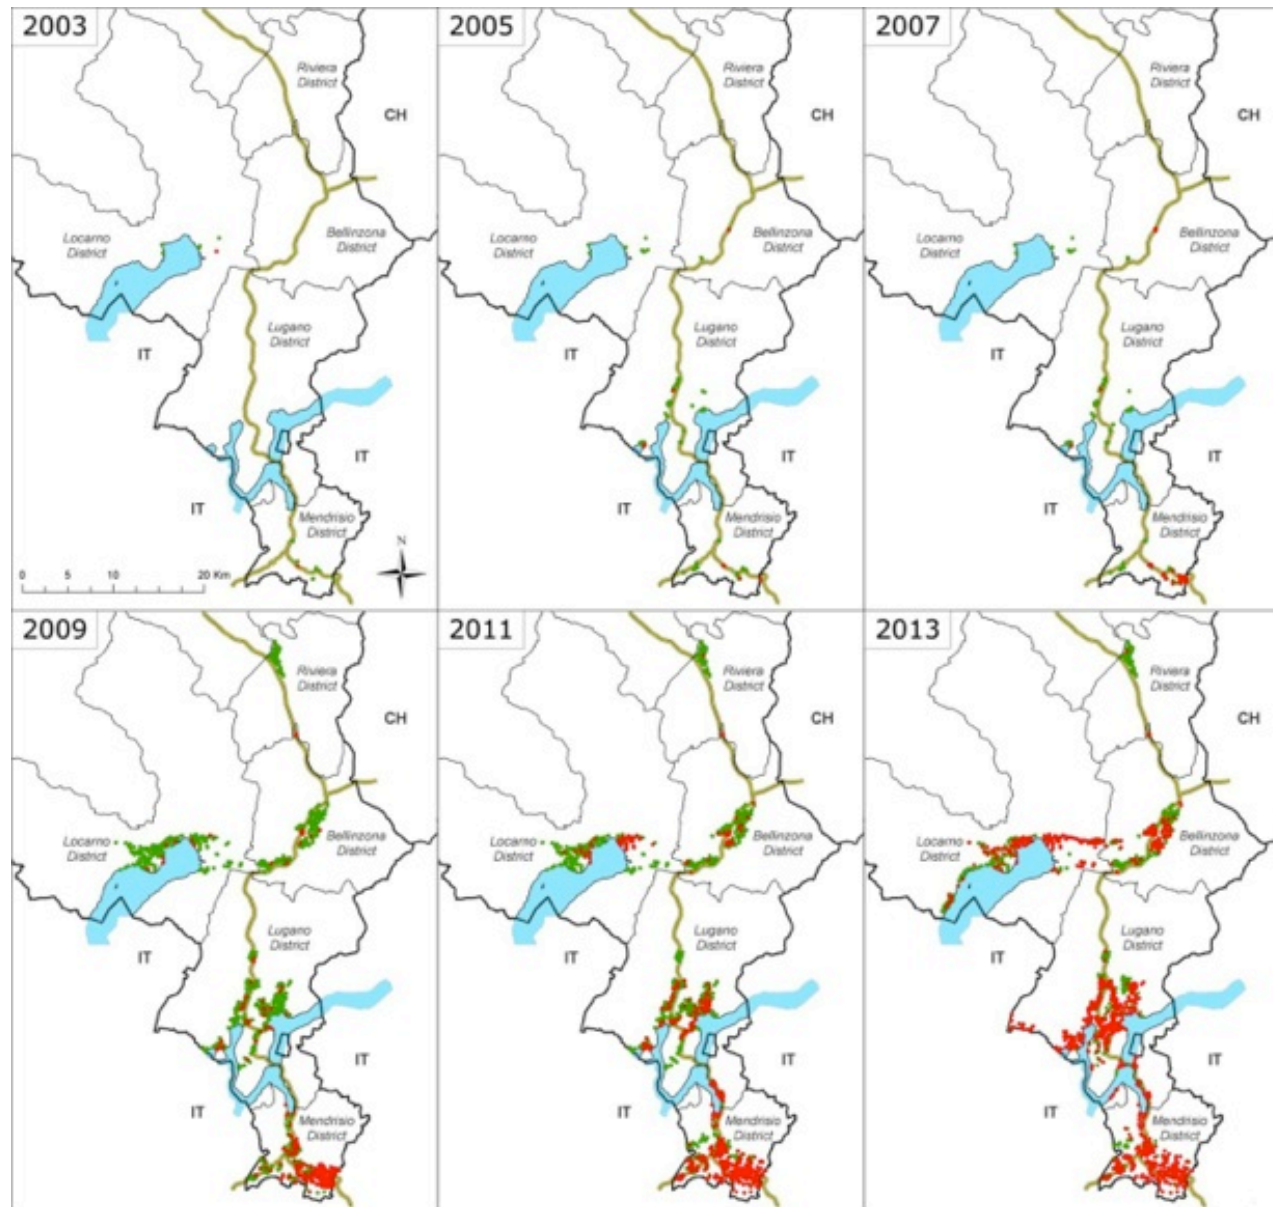 2003
Riviera
District
CH
Locarno
District
Bellinzona
District
Lugano
District
IT
IT
IT
Mendrisio
District
N
0 5 10 20 Km
2005
Riviera
District
CH
Locarno
District
Bellinzona
District
Lugano
District
IT
IT
IT
Mendrisio
District
2007
Riviera
District
CH
Locarno
District
Bellinzona
District
Lugano
District
IT
IT
IT
Mendrisio
District
2009
Riviera
District
CH
Locarno
District
Bellinzona
District
Lugano
District
IT
IT
IT
Mendrisio
District
2011
Riviera
District
CH
Locarno
District
Bellinzona
District
Lugano
District
IT
IT
IT
Mendrisio
District
2013
Riviera
District
CH
Locarno
District
Bellinzona
District
Lugano
District
IT
IT
IT
Mendrisio
District